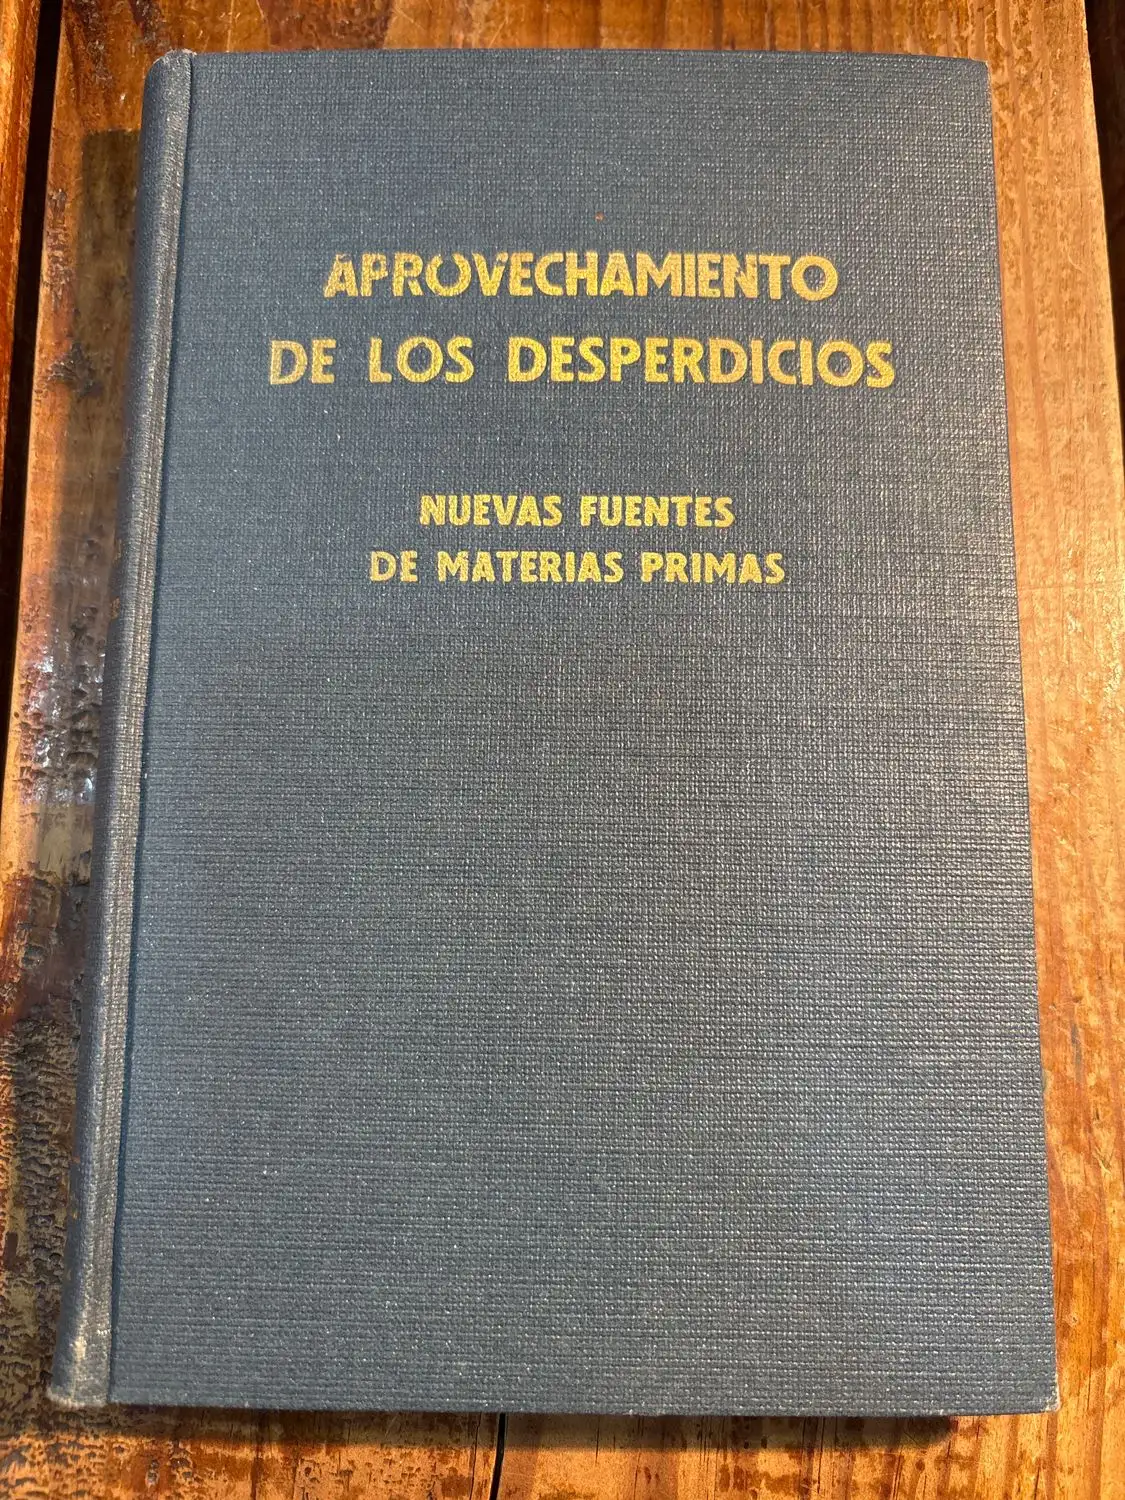 APROVECHAMIENTO
DE LOS DESPERDICIOS
NUEVAS FUENTES
DE MATERIAS PRIMAS